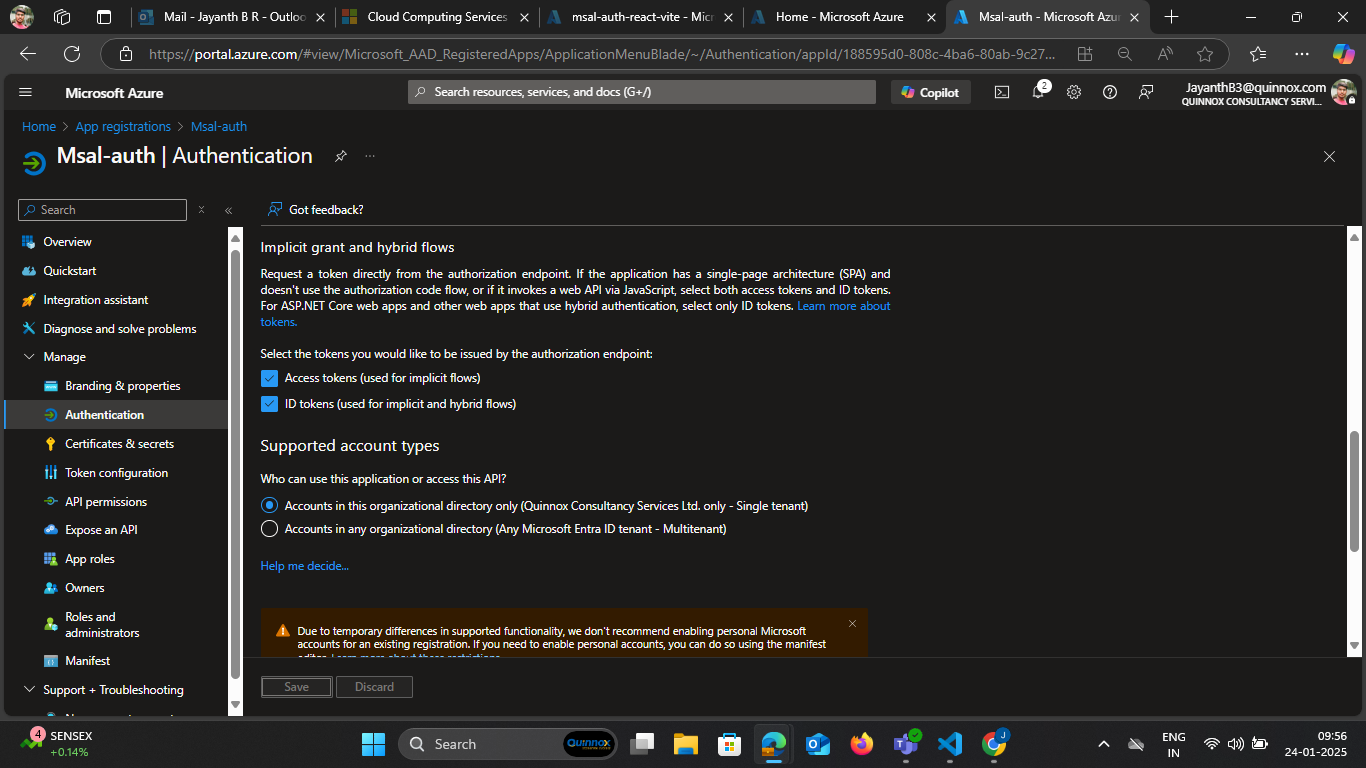 Mail - Jayanth B R - Outloo
Cloud Computing Services
msal-auth-react-vite - Micr
Home - Microsoft Azure
Msal-auth - Microsoft Azur
https://portal.azure.com/#view/Microsoft_AAD_RegisteredApps/ApplicationMenuBlade/~/Authentication/appId/188595d0-808c-4ba6-80ab-9c27...
Microsoft Azure
Search resources, services, and docs (G+/)
Copilot
2
JayanthB3@quinnox.com
QUINNOX CONSULTANCY SERVI...
Home > App registrations > Msal-auth
Msal-auth | Authentication
Search
Got feedback?
Overview
Quickstart
Integration assistant
Diagnose and solve problems
Manage
Branding & properties
Authentication
Certificates & secrets
Token configuration
API permissions
Expose an API
App roles
Owners
Roles and
administrators
Manifest
Support + Troubleshooting
Implicit grant and hybrid flows
Request a token directly from the authorization endpoint. If the application has a single-page architecture (SPA) and
doesn't use the authorization code flow, or if it invokes a web API via JavaScript, select both access tokens and ID tokens.
For ASP.NET Core web apps and other web apps that use hybrid authentication, select only ID tokens. Learn more about
tokens.
Select the tokens you would like to be issued by the authorization endpoint:
Access tokens (used for implicit flows)
ID tokens (used for implicit and hybrid flows)
Supported account types
Who can use this application or access this API?
Accounts in this organizational directory only (Quinnox Consultancy Services Ltd. only - Single tenant)
Accounts in any organizational directory (Any Microsoft Entra ID tenant - Multitenant)
Help me decide...
Due to temporary differences in supported functionality, we don't recommend enabling personal Microsoft
accounts for an existing registration. If you need to enable personal accounts, you can do so using the manifest
editor. Learn more about these restrictions.
Save
Discard
4
SENSEX
+0.14%
Search
Quinnox
J
ENG
IN
09:56
24-01-2025